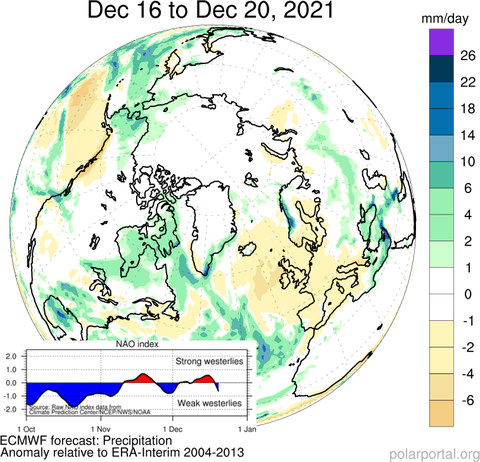 Dec 16 to Dec 20, 2021
mm/day
26
22
18
14
10
6
4
2
1
0
-1
-2
-4
-6
NAO index
2.0
1.0
0.0
-1.0
-2.0
Strong westerlies
Weak westerlies
Source: Raw NAO index data from
Climate Prediction Center/NCEP/NWS/NOAA
1 Oct
1 Nov
1 Dec
1 Jan
ECMWF forecast: Precipitation
Anomaly relative to ERA-Interim 2004-2013
polarportal.org